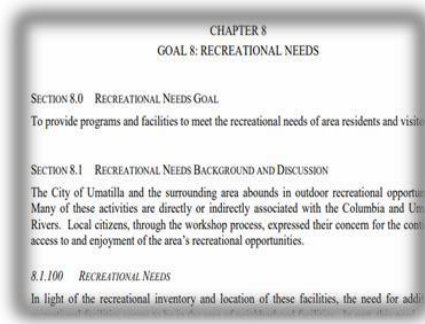 CHAPTER 8
GOAL 8: RECREATIONAL NEEDS
SECTION 8.0 RECREATIONAL NEEDS GOAL
To provide programs and facilities to meet the recreational needs of area residents and
SECTION 8.1 RECREATIONAL NEEDS BACKGROUND AND DISCUSSION
The City of Umatilla and the surrounding area abounds in outdoor recreational
Many of these activities are directly or indirectly associated with the Columbia and
Rivers. Local citizens, through the workshop process, expressed their concern for the
access to and enjoyment of the area's recreational opportunities.
8.1.100 RECREATIONAL NEEDS
In light of the recreational inventory and location of these facilities, the need for